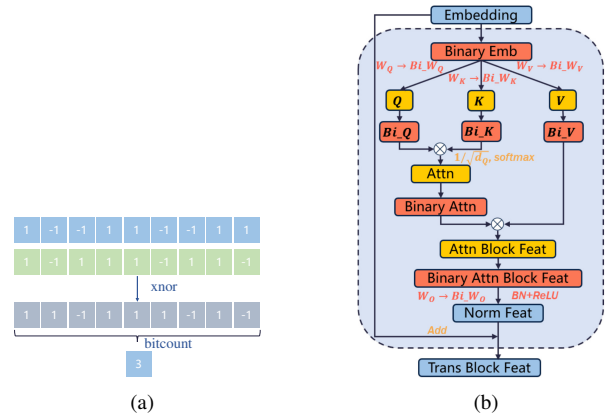 1 -1 -1 1 1 -1 -1 1 1
1 -1 1 1 1 -1 1 1 -1
xnor
1 1 -1 1 1 1 -1 1 -1
bitcount
3
(a)
Embedding
Binary Emb
W_Q → Bi_W_Q
W_K → Bi_W_K
W_V → Bi_W_V
Q K V
Bi_Q Bi_K Bi_V
1/√d_Q, softmax
Attn
Binary Attn
Attn Block Feat
Binary Attn Block Feat
W_O → Bi_W_O BN+ReLU
Norm Feat
Add
Trans Block Feat
(b)